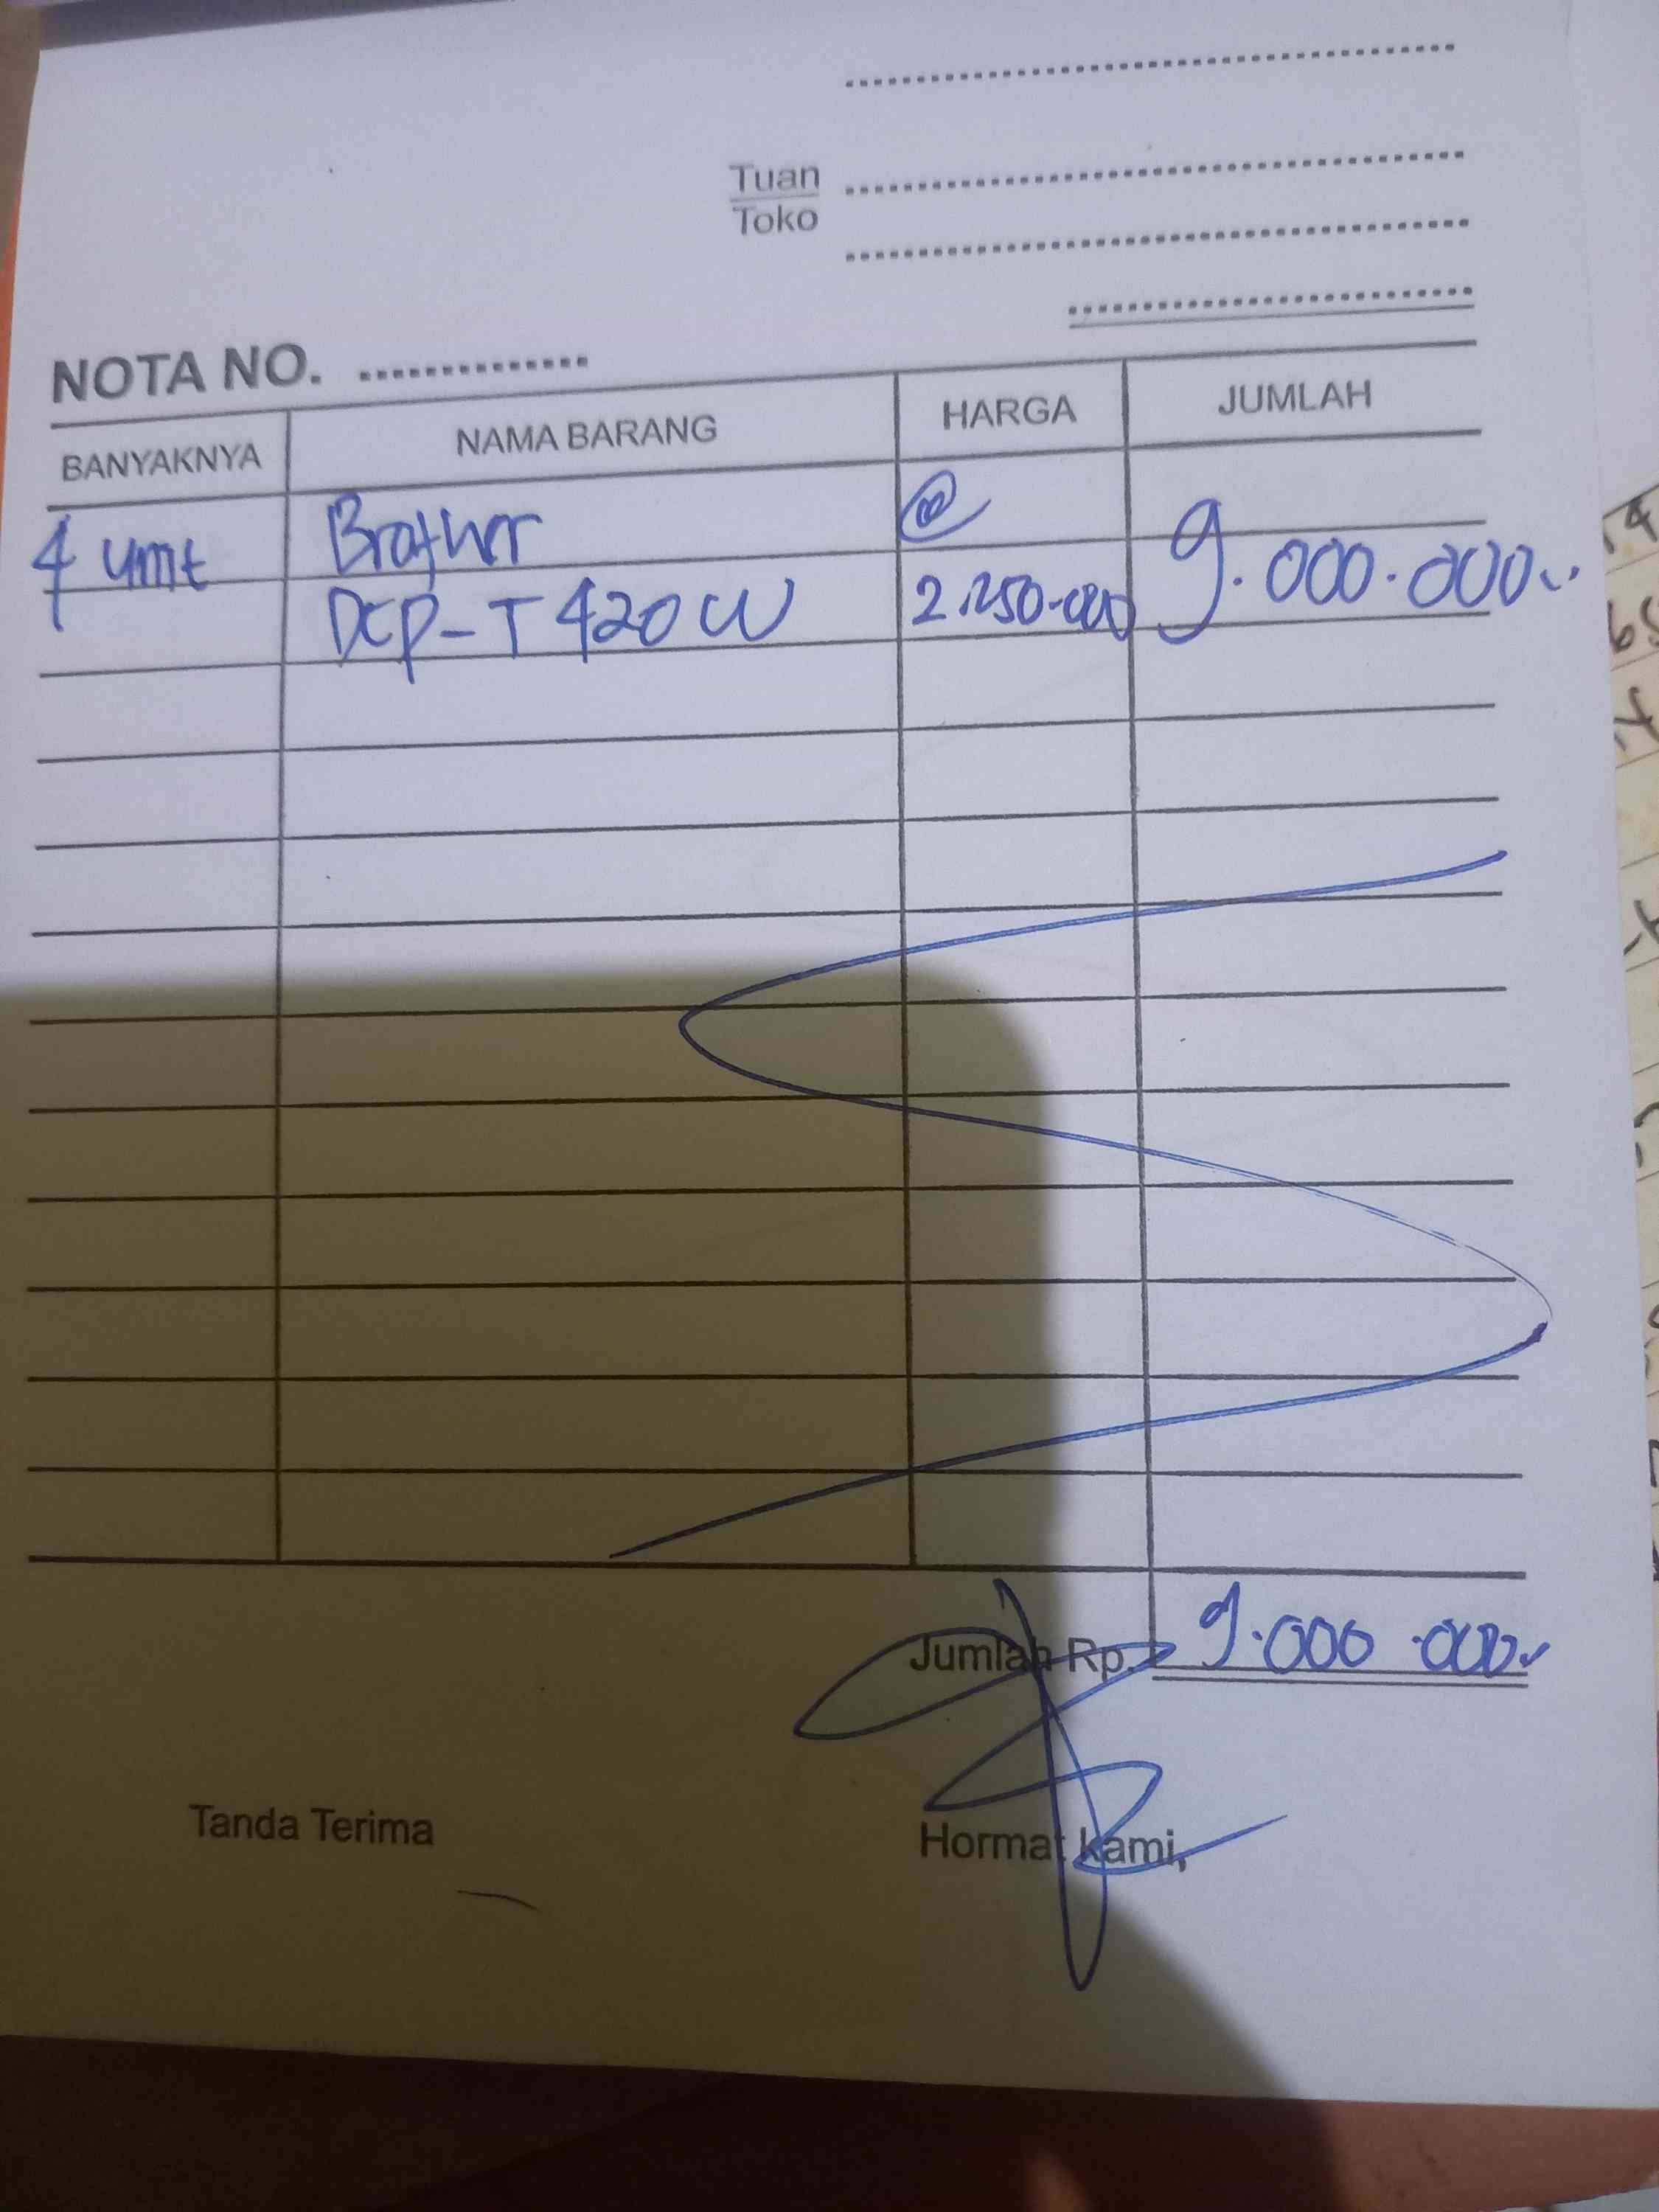 Tuan
Toko
NOTA NO.
BANYAKNYA NAMA BARANG HARGA JUMLAH
4 unit Brother @
DCP-T420W 2.250.000 9.000.000
Jumlah Rp. 9.000.000
Tanda Terima Hormat kami,